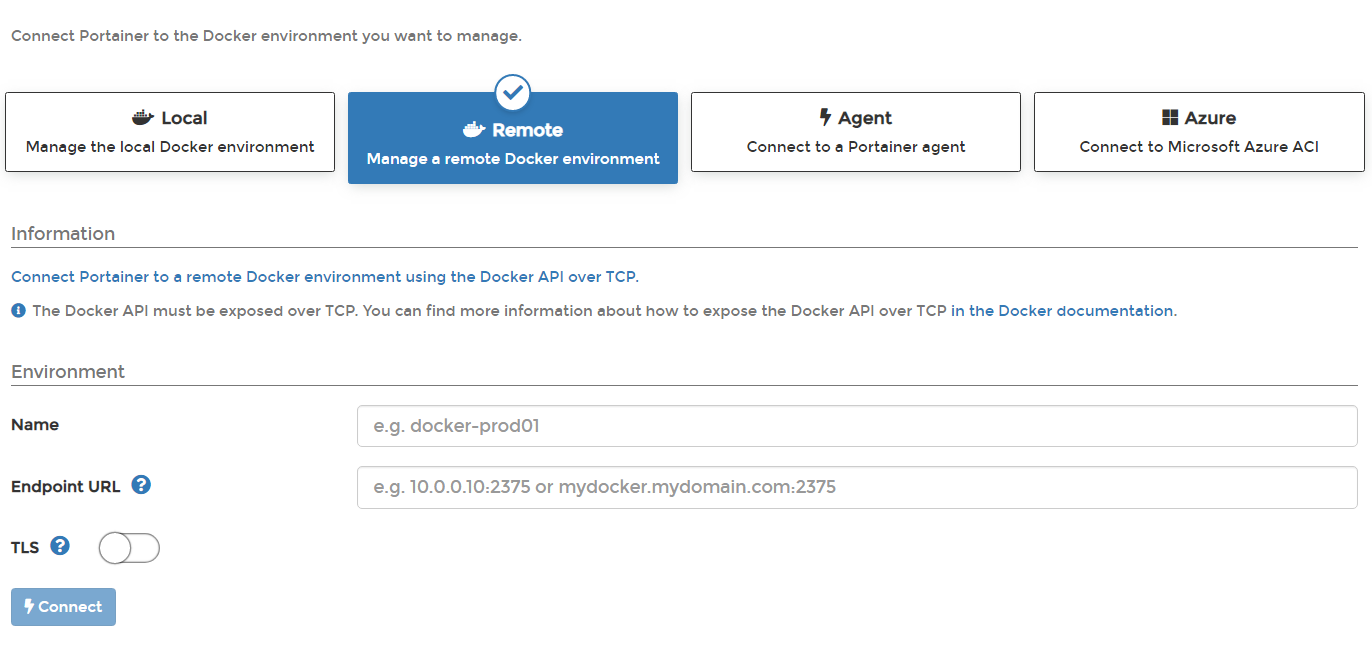 Connect Portainer to the Docker environment you want to manage.
Local
Manage the local Docker environment
Remote
Manage a remote Docker environment
Agent
Connect to a Portainer agent
Azure
Connect to Microsoft Azure ACI
Information
Connect Portainer to a remote Docker environment using the Docker API over TCP.
The Docker API must be exposed over TCP. You can find more information about how to expose the Docker API over TCP in the Docker documentation.
Environment
Name
e.g. docker-prod01
Endpoint URL
e.g. 10.0.0.10:2375 or mydocker.mydomain.com:2375
TLS
Connect